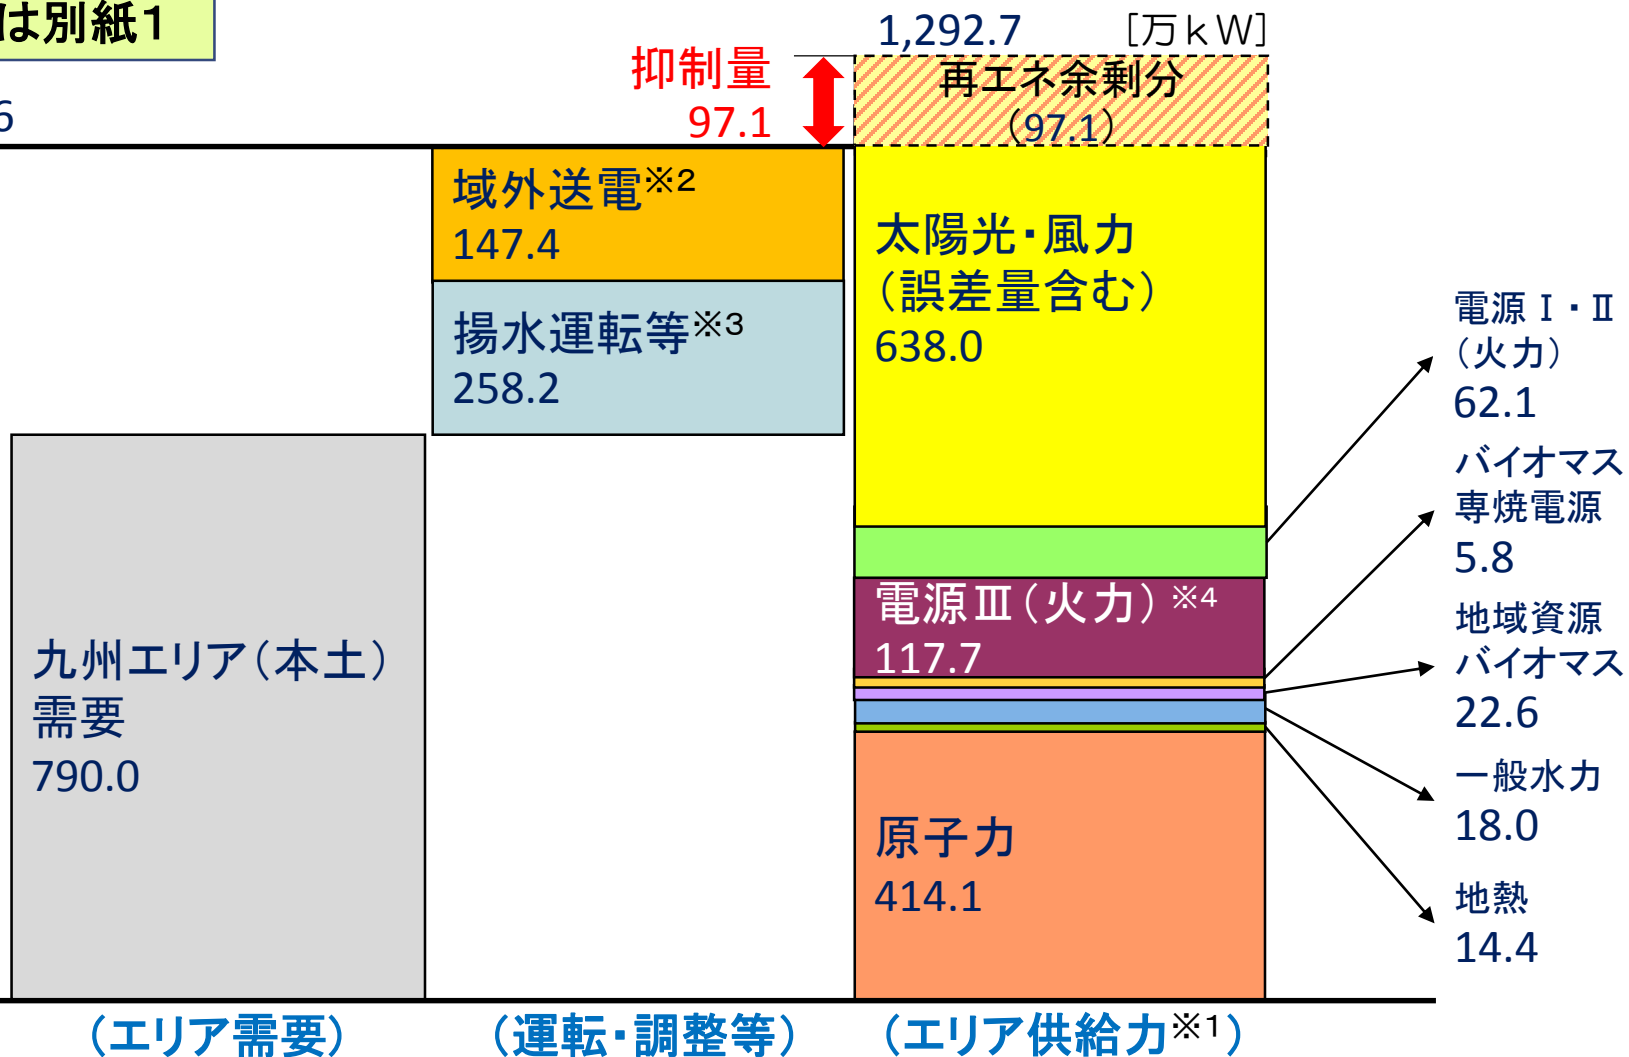 は別紙1
6
抑制量
97.1
1,292.7 [万kW]
再エネ余剰分
(97.1)
域外送電※2
147.4
揚水運転等※3
258.2
九州エリア(本土)
需要
790.0
太陽光・風力
(誤差量含む)
638.0
電源Ⅲ(火力)※4
117.7
原子力
414.1
電源Ⅰ・Ⅱ
(火力)
62.1
バイオマス
専焼電源
5.8
地域資源
バイオマス
22.6
一般水力
18.0
地熱
14.4
(エリア需要) (運転・調整等) (エリア供給力※1)